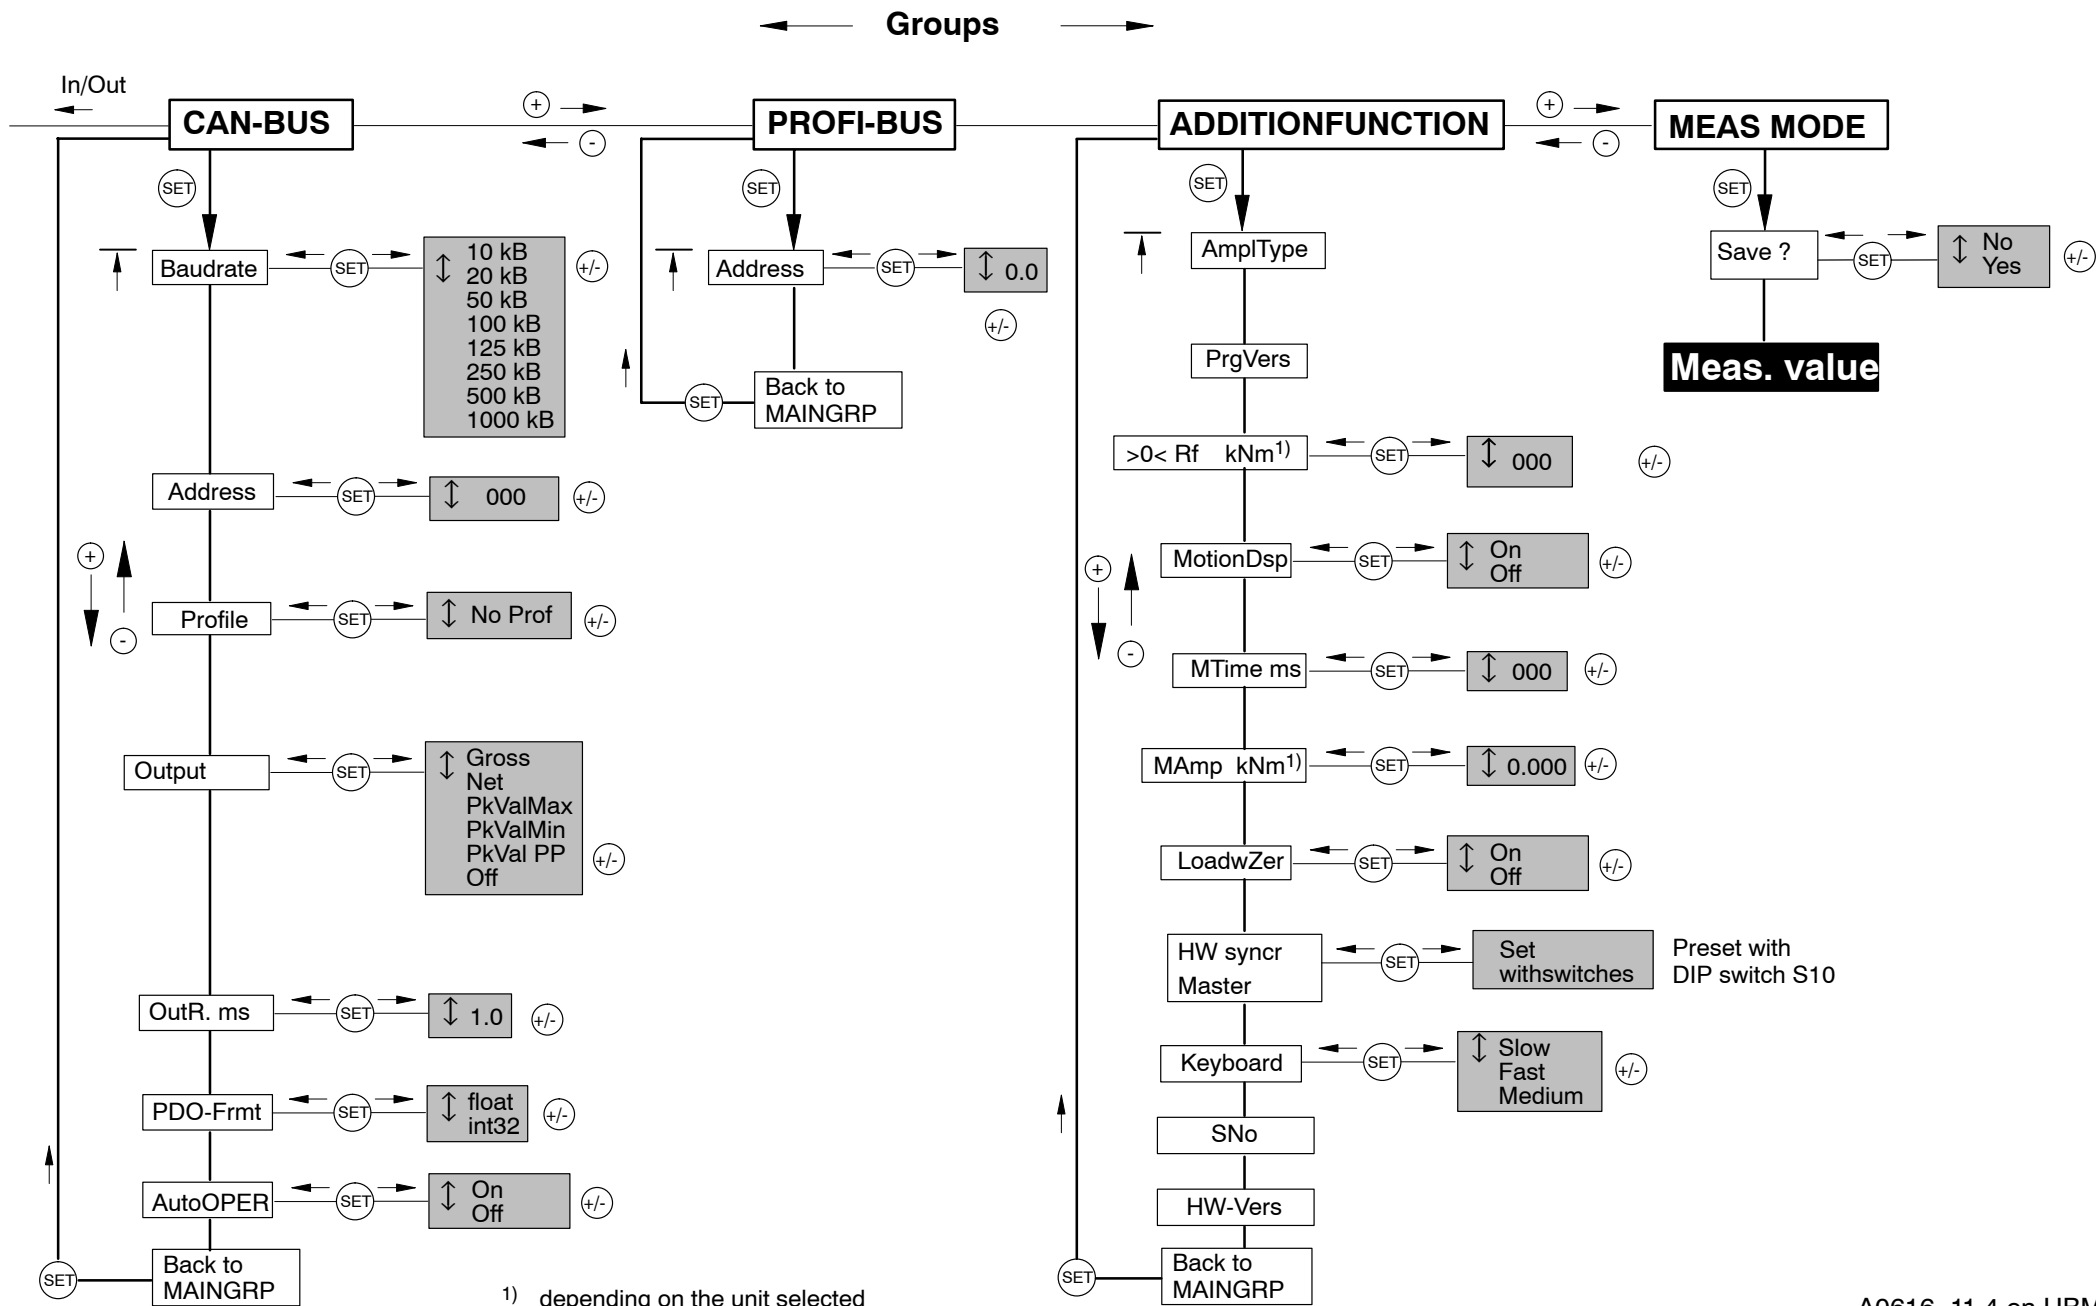 Groups
In/Out
CAN-BUS
+
-
PROFI-BUS
ADDITIONFUNCTION
+
-
MEAS MODE
SET
SET
SET
SET
Baudrate
SET
10 kB
20 kB
50 kB
100 kB
125 kB
250 kB
500 kB
1000 kB
+/-
Address
SET
000
+/-
+
-
Profile
SET
No Prof
+/-
Output
SET
Gross
Net
PkValMax
PkValMin
PkVal PP
Off
+/-
OutR. ms
SET
1.0
+/-
PDO-Frmt
SET
float
int32
+/-
AutoOPER
SET
On
Off
+/-
SET
Back to
MAINGRP
Address
SET
0.0
+/-
SET
Back to
MAINGRP
AmplType
PrgVers
>0< Rf kNm1)
SET
000
+/-
MotionDsp
SET
On
Off
+/-
+
-
MTime ms
SET
000
+/-
MAmp kNm1)
SET
0.000
+/-
LoadwZer
SET
On
Off
+/-
HW syncr
Master
SET
Set
withswitches
Preset with
DIP switch S10
Keyboard
SET
Slow
Fast
Medium
+/-
SNo
HW-Vers
SET
Back to
MAINGRP
Save ?
SET
No
Yes
+/-
Meas. value
1) depending on the unit selected